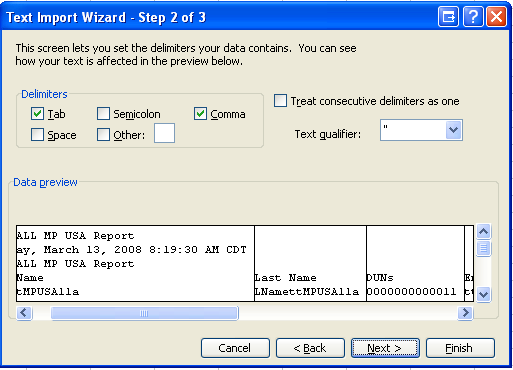 Text Import Wizard - Step 2 of 3
This screen lets you set the delimiters your data contains. You can see
how your text is affected in the preview below.
Delimiters
Tab Semicolon Comma
Space Other:
Treat consecutive delimiters as one
Text qualifier: "
Data preview
ALL MP USA Report
ay, March 13, 2008 8:19:30 AM CDT
ALL MP USA Report
Name Last Name DUNs
tMPUSAlla LNamettMPUSAlla 0000000000011
Cancel < Back Next > Finish